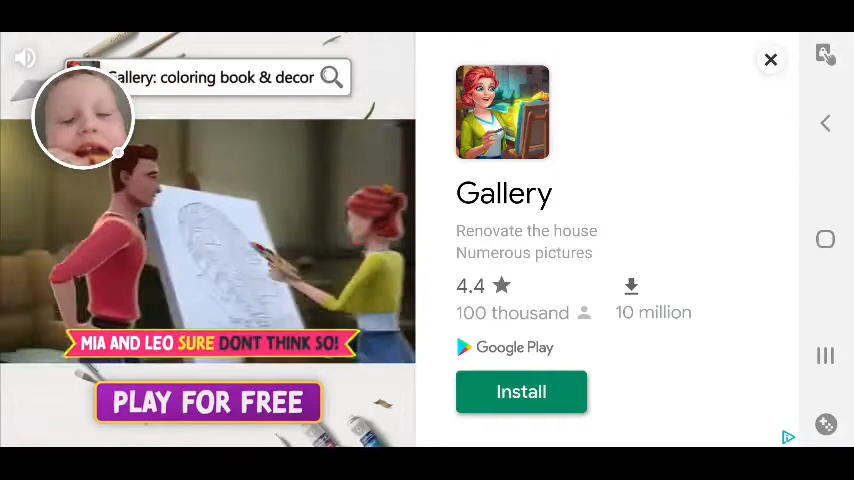 Gallery: coloring book & decor
MIA AND LEO SURE DONT THINK SO!
PLAY FOR FREE
Gallery
Renovate the house
Numerous pictures
4.4
100 thousand
10 million
Google Play
Install